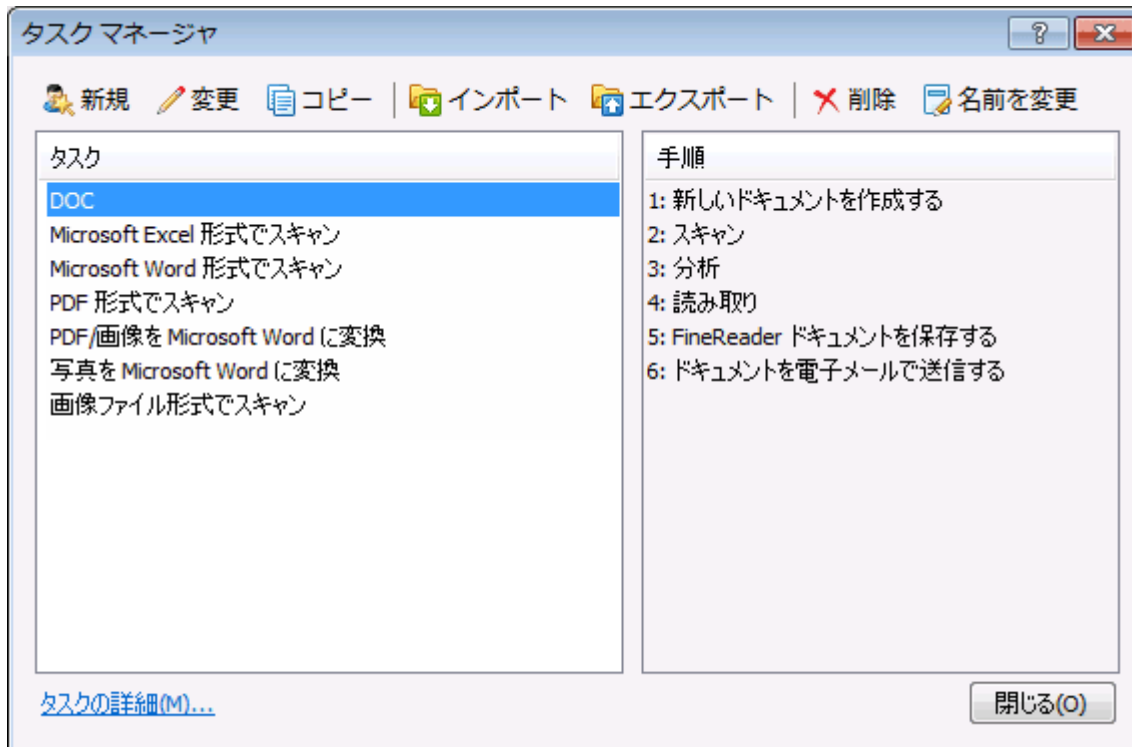 タスク マネージャ
新規 変更 コピー インポート エクスポート 削除 名前を変更
タスク
DOC
Microsoft Excel 形式でスキャン
Microsoft Word 形式でスキャン
PDF 形式でスキャン
PDF/画像を Microsoft Word に変換
写真を Microsoft Word に変換
画像ファイル形式でスキャン
手順
1: 新しいドキュメントを作成する
2: スキャン
3: 分析
4: 読み取り
5: FineReader ドキュメントを保存する
6: ドキュメントを電子メールで送信する
タスクの詳細(M)...
閉じる(O)